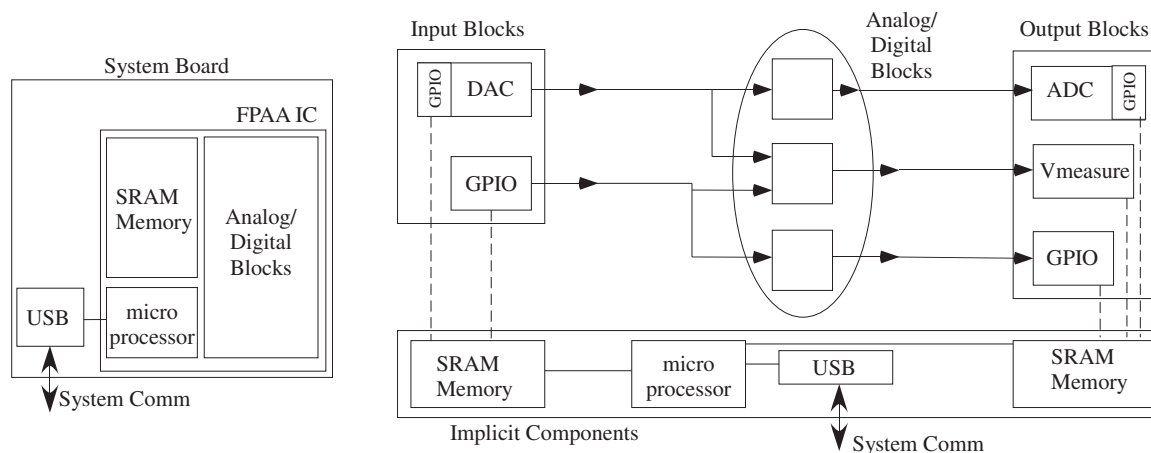 System Board
FPAA IC
SRAM
Memory
Analog/
Digital
Blocks
USB
micro
processor
System Comm
Input Blocks
GPIO
DAC
GPIO
Analog/
Digital
Blocks
Output Blocks
ADC
GPIO
Vmeasure
GPIO
SRAM
Memory
micro
processor
USB
SRAM
Memory
Implicit Components
System Comm